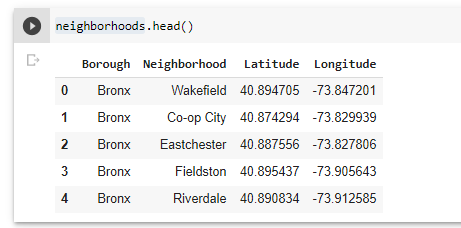 neighborhoods.head()
Borough Neighborhood Latitude Longitude
0 Bronx Wakefield 40.894705 -73.847201
1 Bronx Co-op City 40.874294 -73.829939
2 Bronx Eastchester 40.887556 -73.827806
3 Bronx Fieldston 40.895437 -73.905643
4 Bronx Riverdale 40.890834 -73.912585